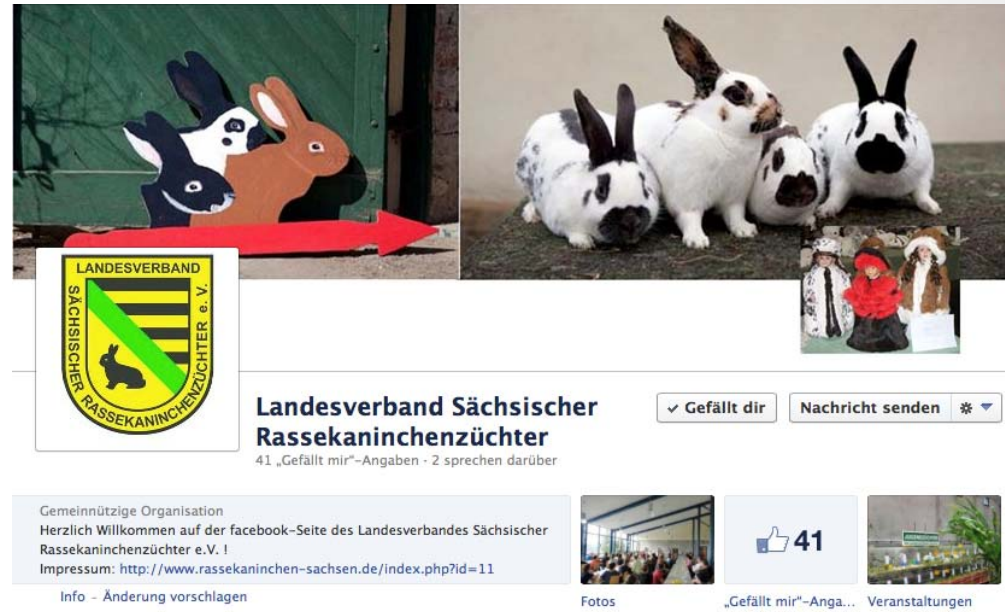 LANDESVERBAND
SÄCHSISCHER RASSEKANINCHENZÜCHTER e. V.
Landesverband Sächsischer
Rassekaninchenzüchter
41 „Gefällt mir“-Angaben · 2 sprechen darüber
✓ Gefällt dir
Nachricht senden
Gemeinnützige Organisation
Herzlich Willkommen auf der facebook-Seite des Landesverbandes Sächsischer
Rassekaninchenzüchter e.V. !
Impressum: http://www.rassekaninchen-sachsen.de/index.php?id=11
Info – Änderung vorschlagen
41
Fotos
„Gefällt mir“-Anga...
Veranstaltungen